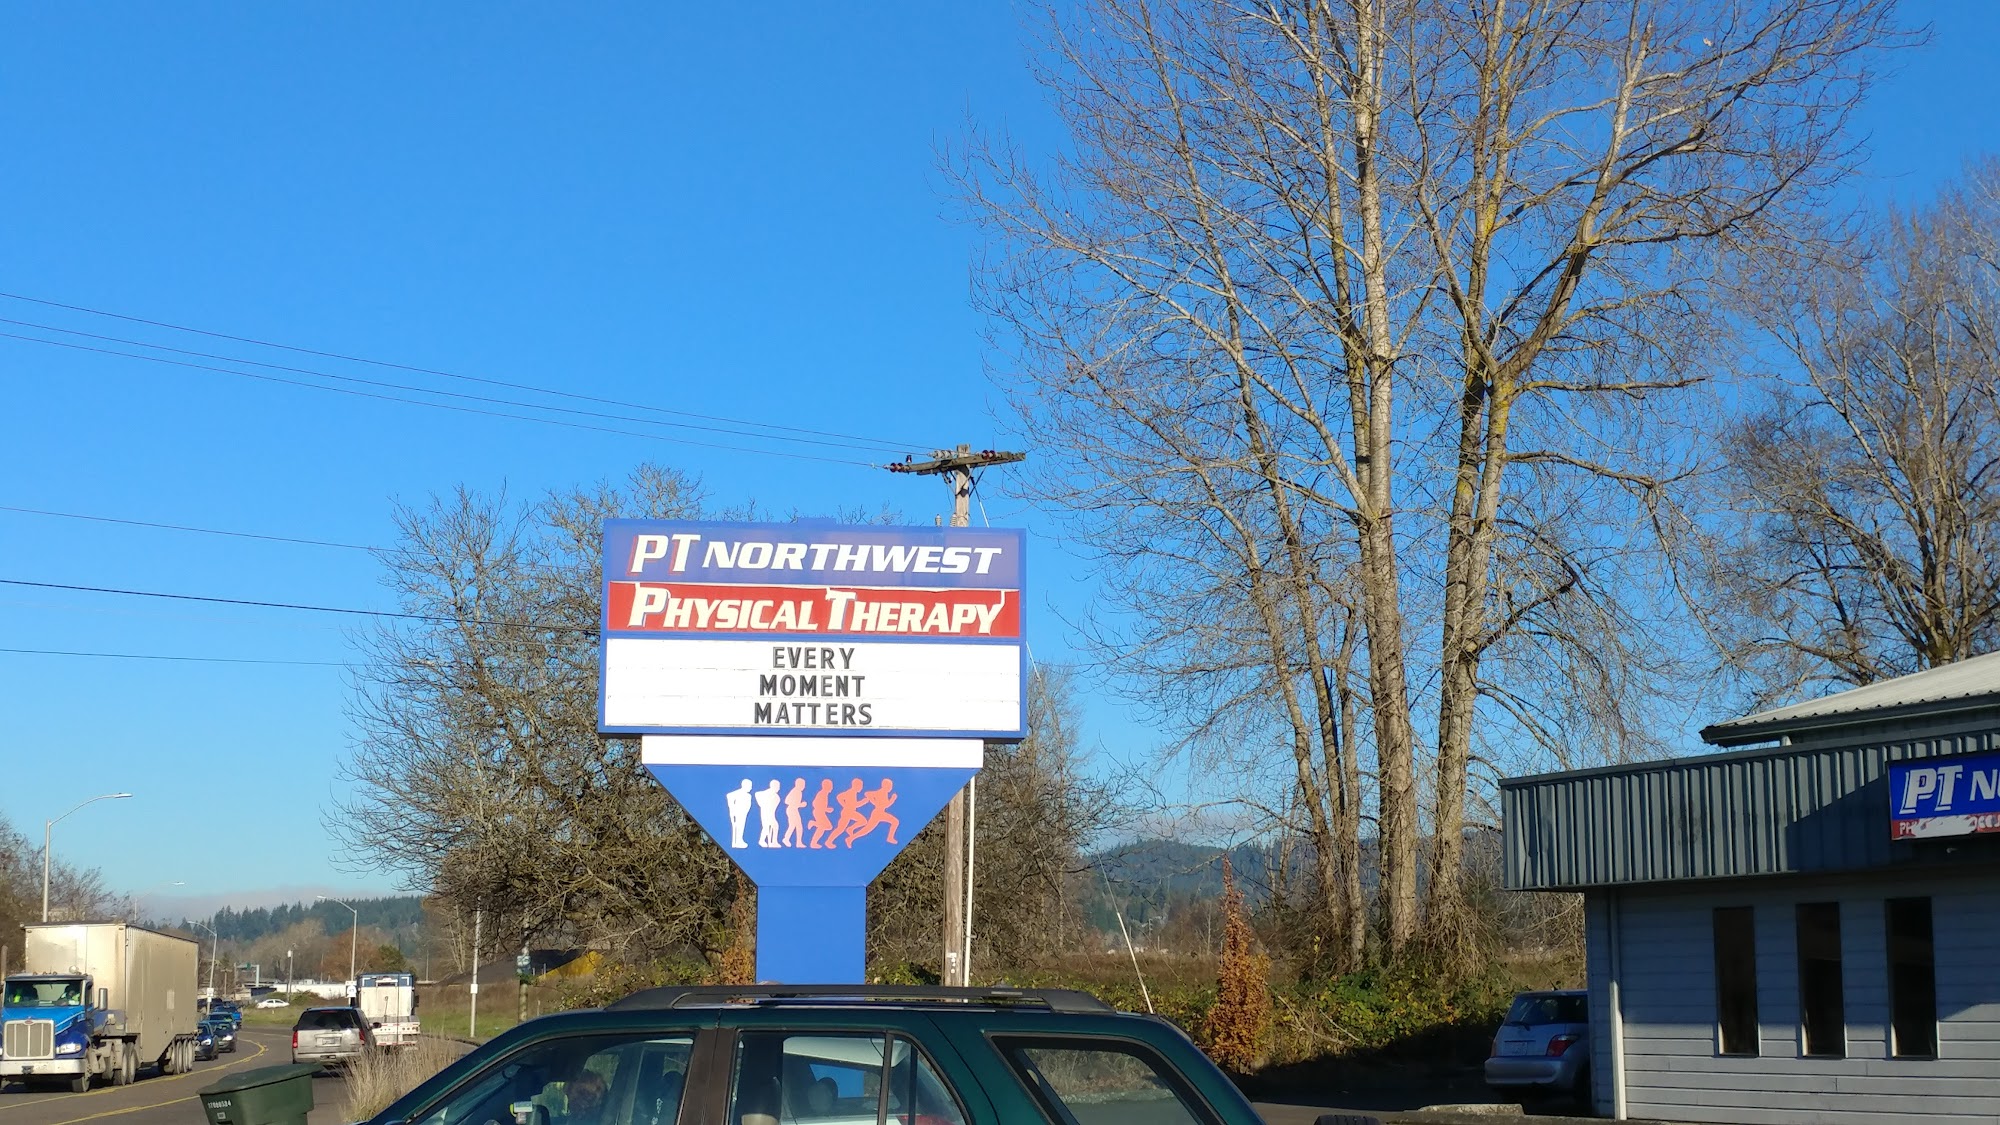 PT NORTHWEST
PHYSICAL THERAPY
EVERY
MOMENT
MATTERS
PT